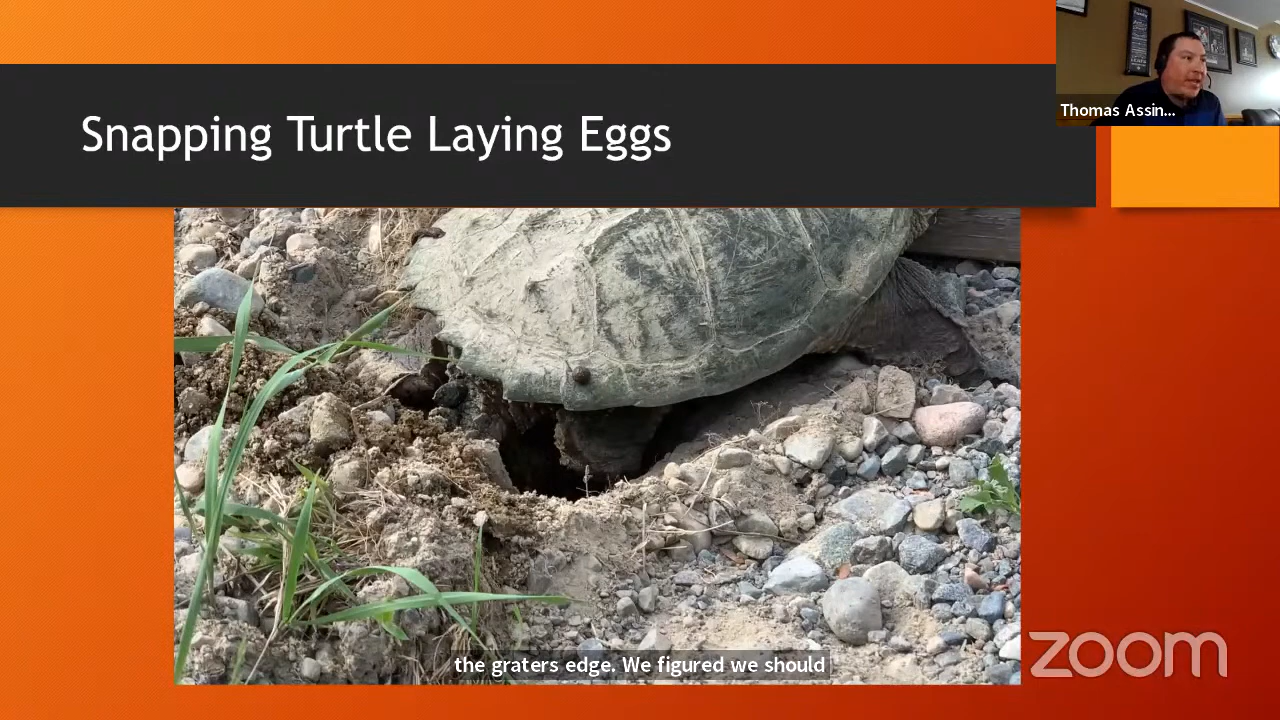 Snapping Turtle Laying Eggs
Thomas Assin...
the graters edge. We figured we should
zoom